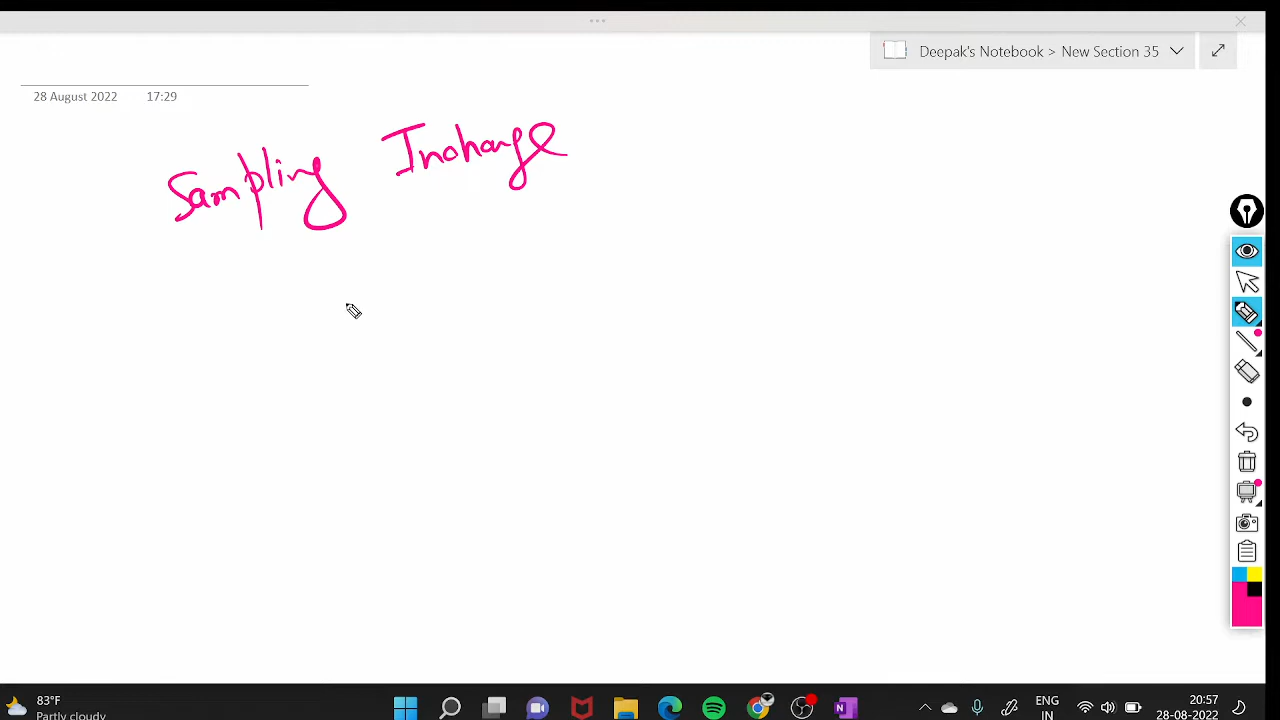 Deepak's Notebook > New Section 35
28 August 2022 17:29
Sampling Incharge
83°F
Partly cloudy
ENG
IN
20:57
28-08-2022